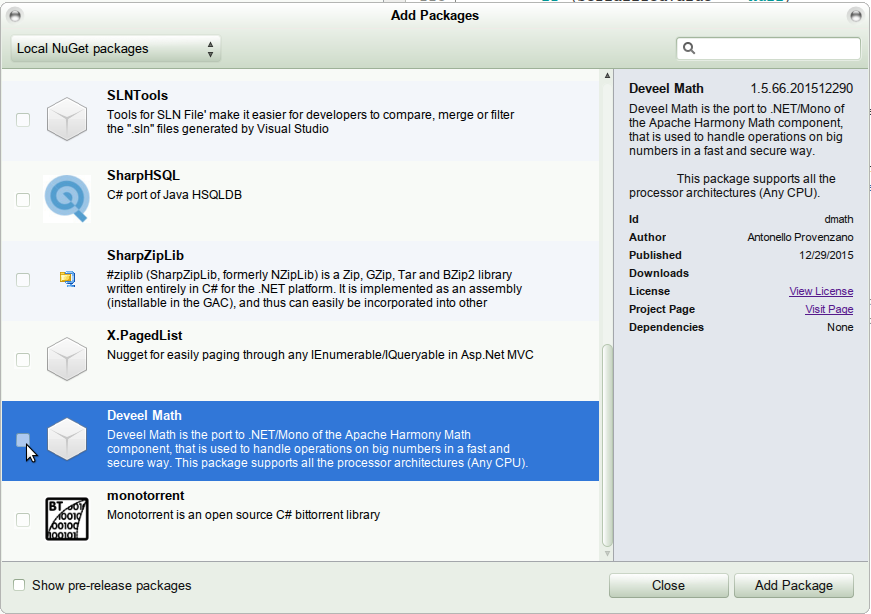 Add Packages
Local NuGet packages
SLNTools
Tools for SLN File' make it easier for developers to compare, merge or filter
the ".sln" files generated by Visual Studio
SharpHSQL
C# port of Java HSQLDB
SharpZipLib
#ziplib (SharpZipLib, formerly NZipLib) is a Zip, GZip, Tar and BZip2 library
written entirely in C# for the .NET platform. It is implemented as an assembly
(installable in the GAC), and thus can easily be incorporated into other
X.PagedList
Nugget for easily paging through any IEnumerable/IQueryable in Asp.Net MVC
Deveel Math
Deveel Math is the port to .NET/Mono of the Apache Harmony Math
component, that is used to handle operations on big numbers in a fast and
secure way. This package supports all the processor architectures (Any CPU).
BT 001
10010
00100
00101
monotorrent
Monotorrent is an open source C# bittorrent library
Deveel Math 1.5.66.201512290
Deveel Math is the port to .NET/Mono of
the Apache Harmony Math component,
that is used to handle operations on big
numbers in a fast and secure way.
This package supports all the
processor architectures (Any CPU).
Id dmath
Author Antonello Provenzano
Published 12/29/2015
Downloads
License View License
Project Page Visit Page
Dependencies None
Show pre-release packages
Close
Add Package